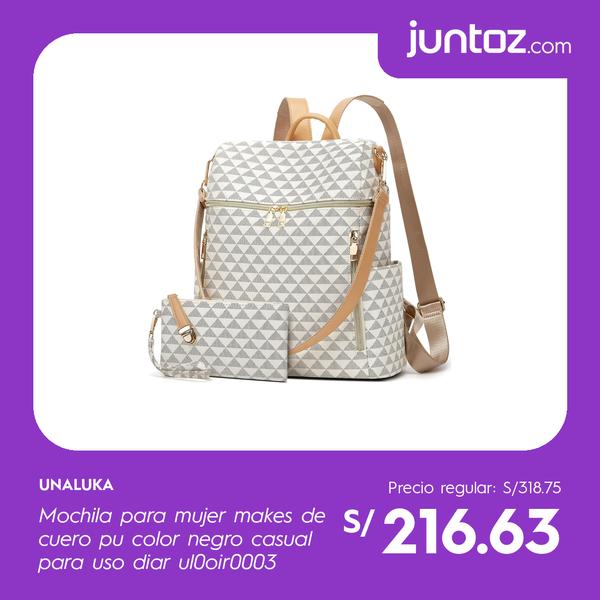 juntoz.com
UNALUKA
Mochila para mujer makes de
cuero pu color negro casual
para uso diar ul0oir0003
Precio regular: S/318.75
S/ 216.63